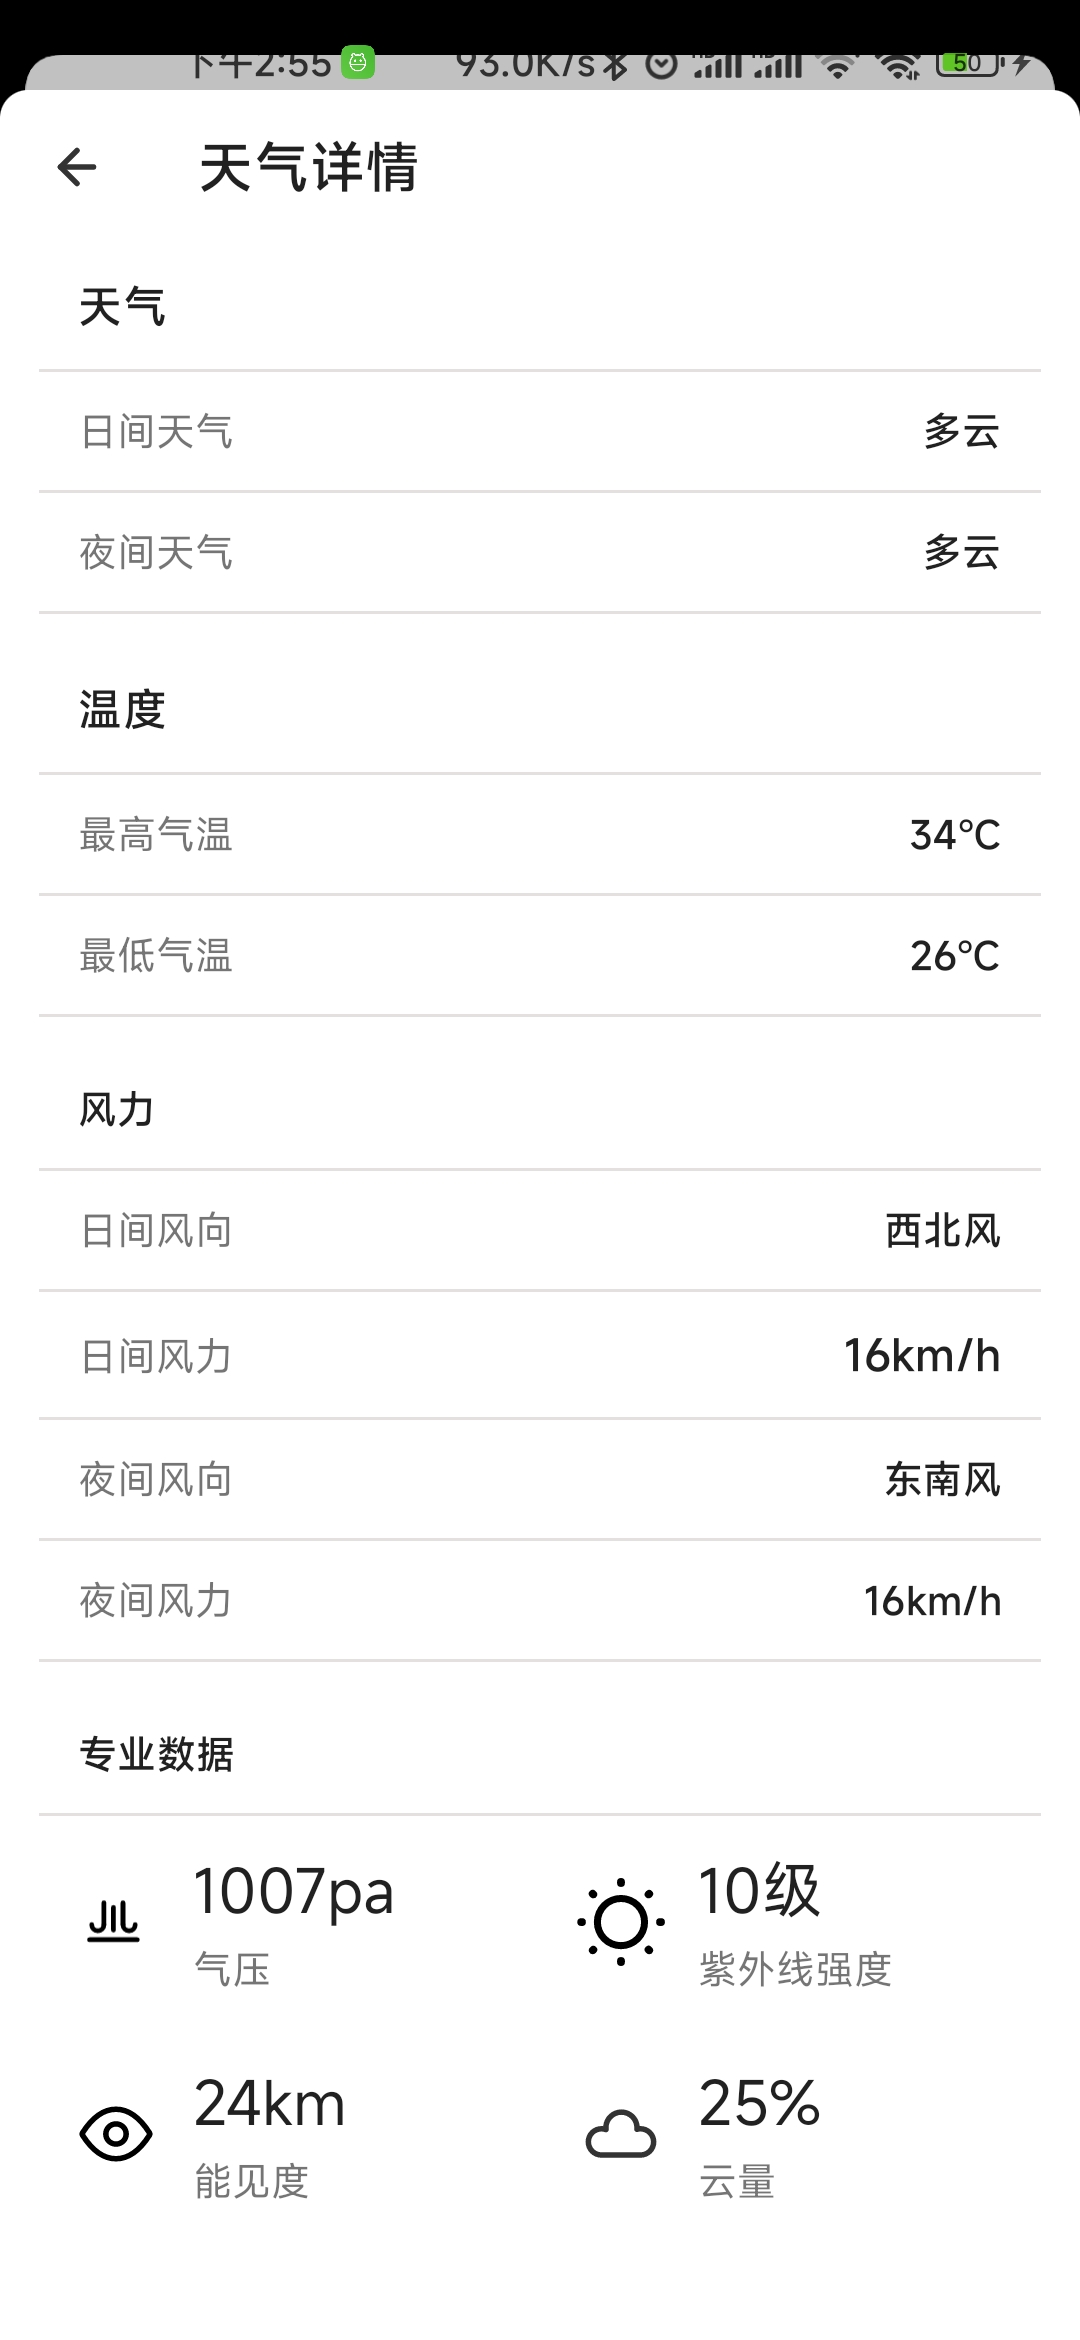 下午2:55 93.0K/s 50
天气详情
天气
日间天气 多云
夜间天气 多云
温度
最高气温 34°C
最低气温 26°C
风力
日间风向 西北风
日间风力 16km/h
夜间风向 东南风
夜间风力 16km/h
专业数据
1007pa 10级
气压 紫外线强度
24km 25%
能见度 云量